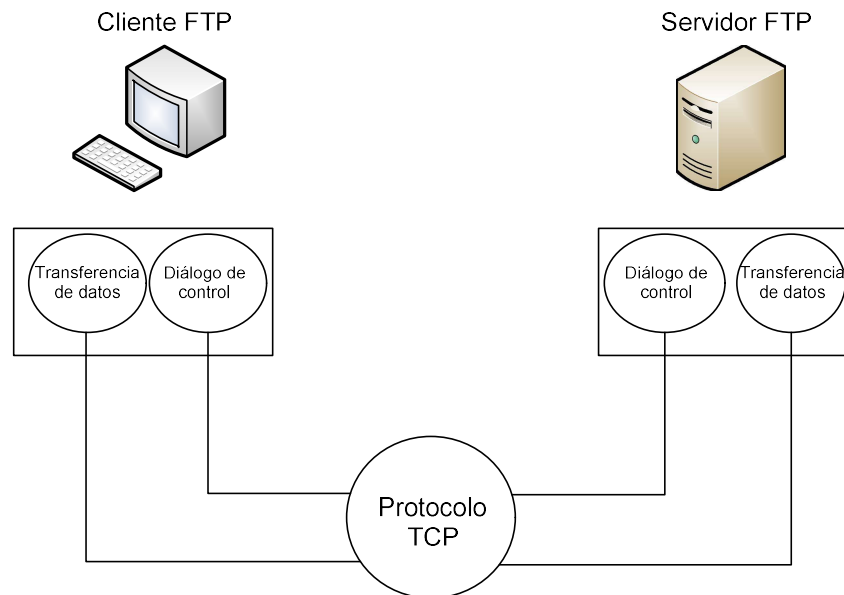 Cliente FTP
Servidor FTP
Transferencia
de datos
Diálogo de
control
Diálogo de
control
Transferencia
de datos
Protocolo
TCP